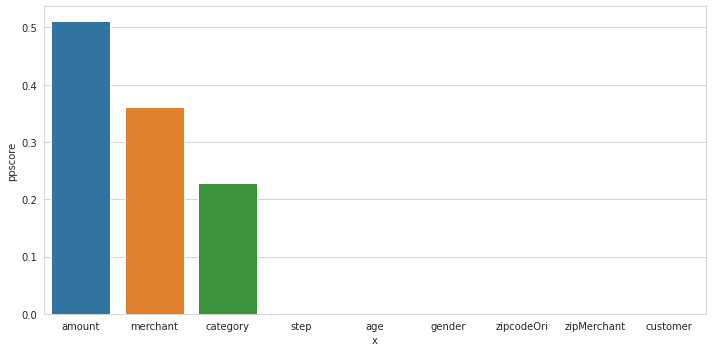 0.5
0.4
0.3
0.2
0.1
0.0
ppscore
amount merchant category step age gender zipcodeOri zipMerchant customer
x